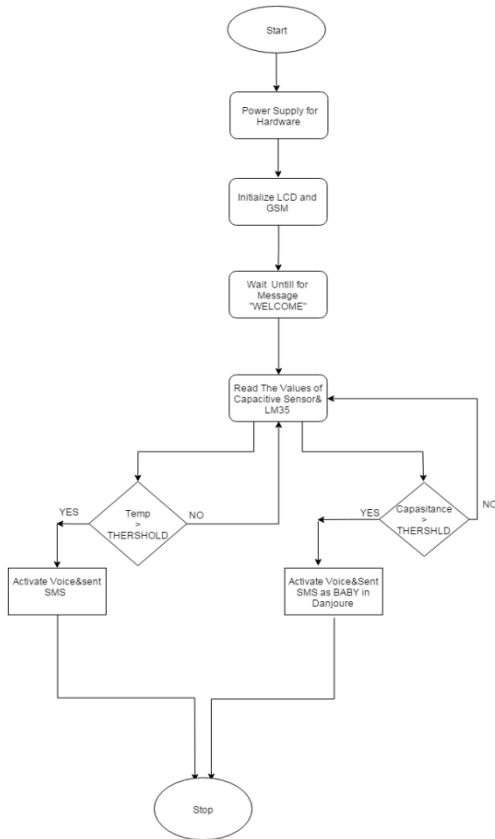 Start
Power Supply for
Hardware
Initialize LCD and
GSM
Wait Untill for
Message
"WELCOME"
Read The Values of
Capacitive Sensor&
LM35
YES
Temp
>
THERSHOLD
NO
YES
Capasitance
>
THERSHLD
NO
Activate Voice&sent
SMS
Activate Voice&Sent
SMS as BABY in
Danjoure
Stop